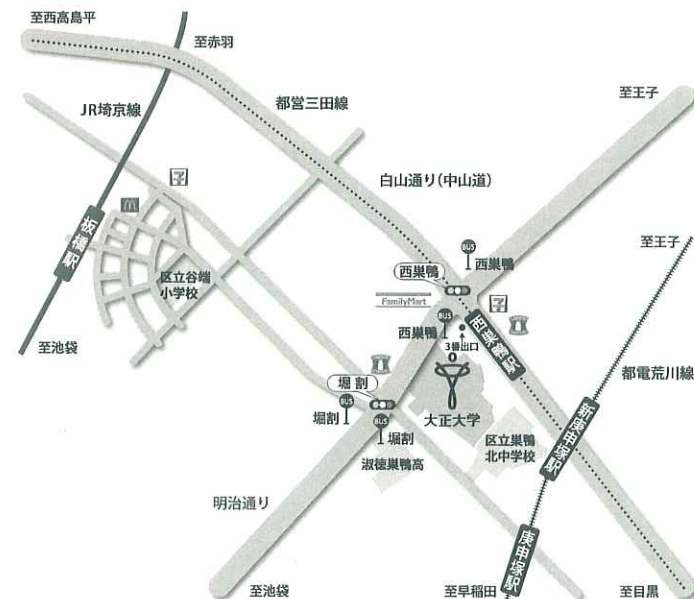 至西高島平
至赤羽
JR埼京線
都営三田線
至王子
白山通り(中山道)
板橋駅
区立谷端
小学校
BUS
西巣鴨
西巣鴨
至王子
FamilyMart
BUS
西巣鴨
3番出口
西巣鴨駅
至池袋
都電荒川線
堀割
BUS
堀割
大正大学
BUS
堀割
区立巣鴨
北中学校
新庚申塚駅
淑徳巣鴨高
明治通り
庚申塚駅
至池袋
至早稲田
至目黒